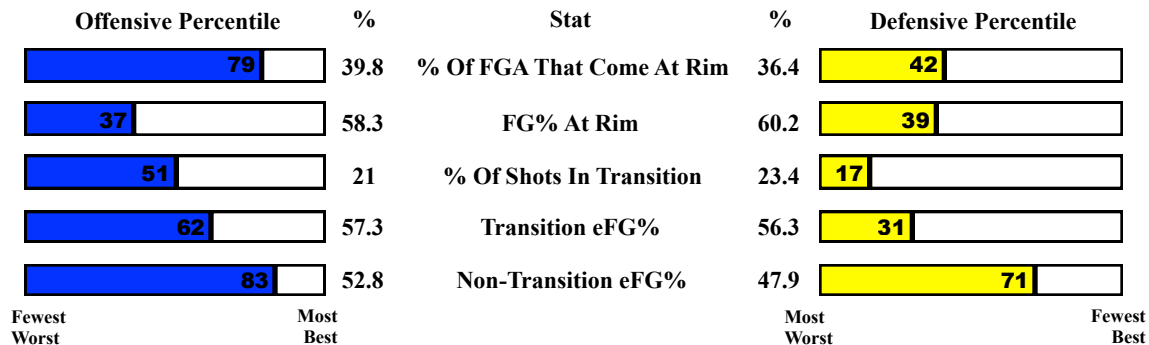 Offensive Percentile % Stat % Defensive Percentile
79 39.8 % Of FGA That Come At Rim 36.4 42
37 58.3 FG% At Rim 60.2 39
51 21 % Of Shots In Transition 23.4 17
62 57.3 Transition eFG% 56.3 31
83 52.8 Non-Transition eFG% 47.9 71
Fewest Most Most Fewest
Worst Best Worst Best